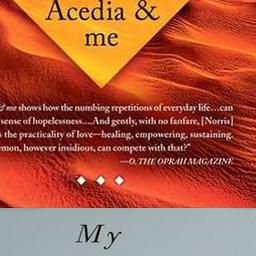 Acedia &
me
& me shows how the numbing repetitions of everyday life…can
sense of hopelessness….And gently, with no fanfare, [Norris]
s the practicality of love—healing, empowering, sustaining.
emon, however insidious, can compete with that?"
—O, THE OPRAH MAGAZINE
My